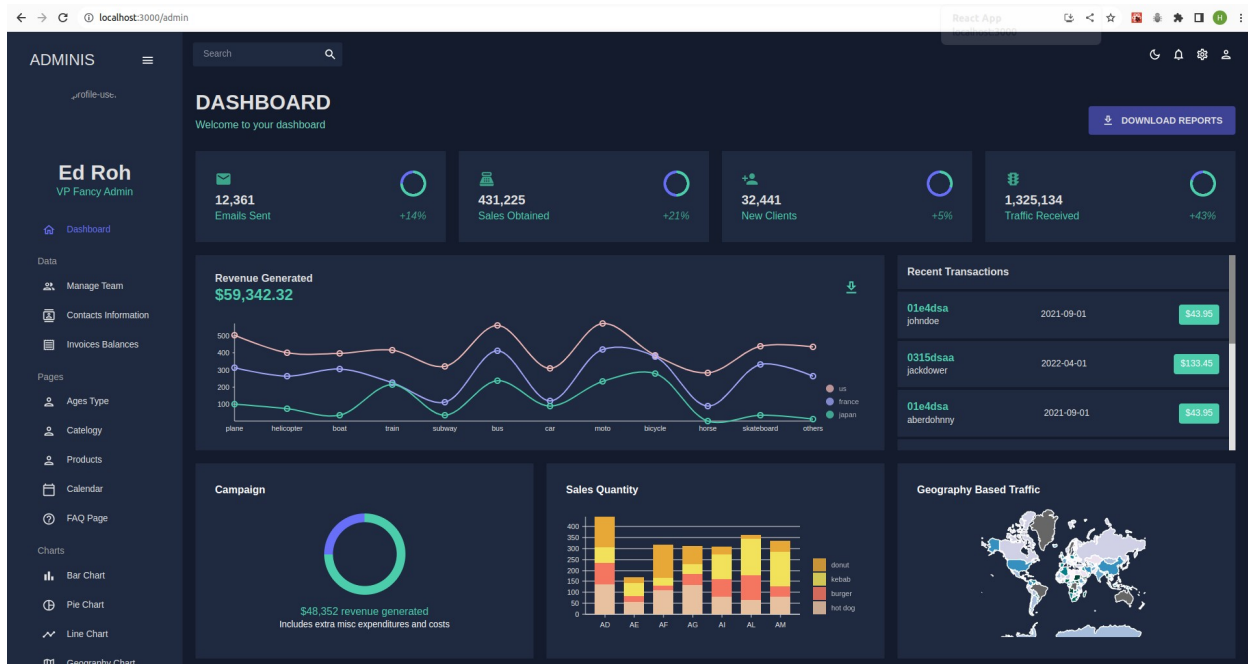 localhost:3000/admin
React App
localhost:3000
H
ADMINIS
Search
profile-use
Ed Roh
VP Fancy Admin
Dashboard
Data
Manage Team
Contacts Information
Invoices Balances
Pages
Ages Type
Catelogy
Products
Calendar
FAQ Page
Charts
Bar Chart
Pie Chart
Line Chart
Geography Chart
DASHBOARD
Welcome to your dashboard
DOWNLOAD REPORTS
12,361
Emails Sent
+14%
431,225
Sales Obtained
+21%
32,441
New Clients
+5%
1,325,134
Traffic Received
+43%
Revenue Generated
$59,342.32
500
400
300
200
100
plane helicopter boat train subway bus car moto bicycle horse skateboard others
us
france
japan
Recent Transactions
01e4dsa
johndoe
2021-09-01
$43.95
0315dsaa
jackdower
2022-04-01
$133.45
01e4dsa
aberdohnny
2021-09-01
$43.95
Campaign
$48,352 revenue generated
Includes extra misc expenditures and costs
Sales Quantity
400
350
300
250
200
150
100
50
0
AD AE AF AG AI AL AM
donut
kebab
burger
hot dog
Geography Based Traffic